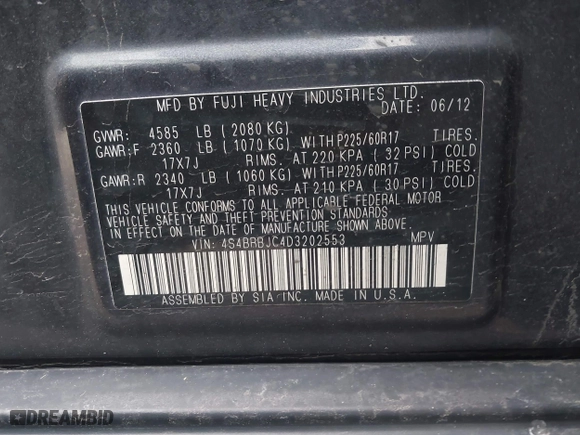 MFD BY FUJI HEAVY INDUSTRIES LTD.
DATE: 06/12
GVWR: 4585 LB ( 2080 KG)
GAWR:F 2360 LB ( 1070 KG) WITH P225/60R17 TIRES.
17X7J RIMS. AT 220 KPA ( 32 PSI) COLD
GAWR:R 2340 LB ( 1060 KG) WITH P225/60R17 TIRES.
17X7J RIMS. AT 210 KPA ( 30 PSI) COLD
THIS VEHICLE CONFORMS TO ALL APPLICABLE FEDERAL MOTOR
VEHICLE SAFETY AND THEFT PREVENTION STANDARDS
IN EFFECT ON THE DATE OF MANUFACTURE SHOWN ABOVE.
VIN: 4S4BRBJC4D3202553 MPV
ASSEMBLED BY SIA INC. MADE IN U.S.A.
DREAMBID